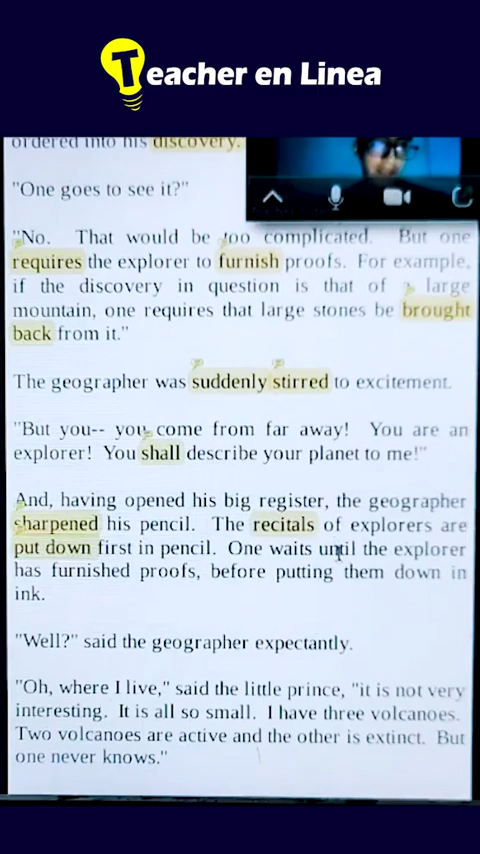 Teacher en Linea
ordered into his discovery.
"One goes to see it?"
"No. That would be too complicated. But one
requires the explorer to furnish proofs. For example,
if the discovery in question is that of a large
mountain, one requires that large stones be brought
back from it."
The geographer was suddenly stirred to excitement.
"But you-- you come from far away! You are an
explorer! You shall describe your planet to me!"
And, having opened his big register, the geographer
sharpened his pencil. The recitals of explorers are
put down first in pencil. One waits until the explorer
has furnished proofs, before putting them down in
ink.
"Well?" said the geographer expectantly.
"Oh, where I live," said the little prince, "it is not very
interesting. It is all so small. I have three volcanoes.
Two volcanoes are active and the other is extinct. But
one never knows."